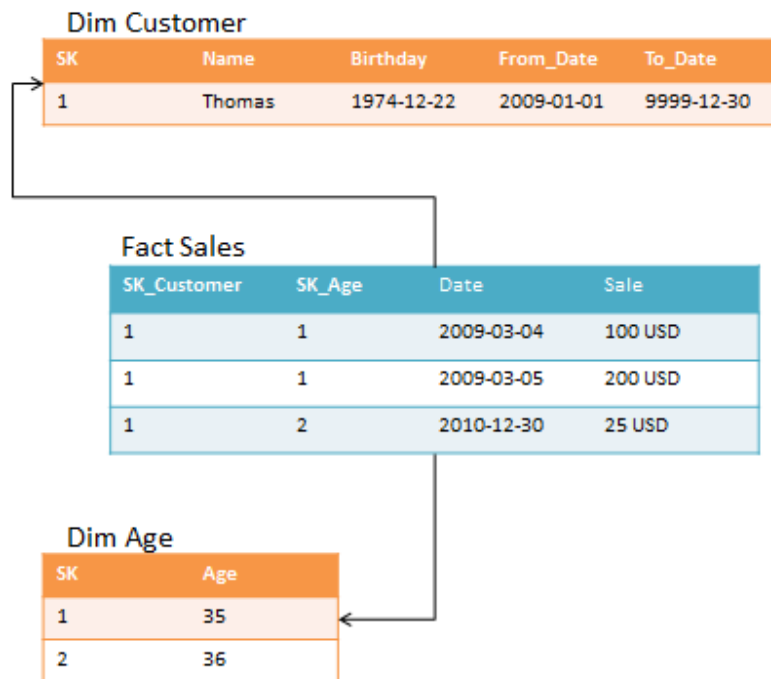 Dim Customer
SK Name Birthday From_Date To_Date
1 Thomas 1974-12-22 2009-01-01 9999-12-30
Fact Sales
SK_Customer SK_Age Date Sale
1 1 2009-03-04 100 USD
1 1 2009-03-05 200 USD
1 2 2010-12-30 25 USD
Dim Age
SK Age
1 35
2 36